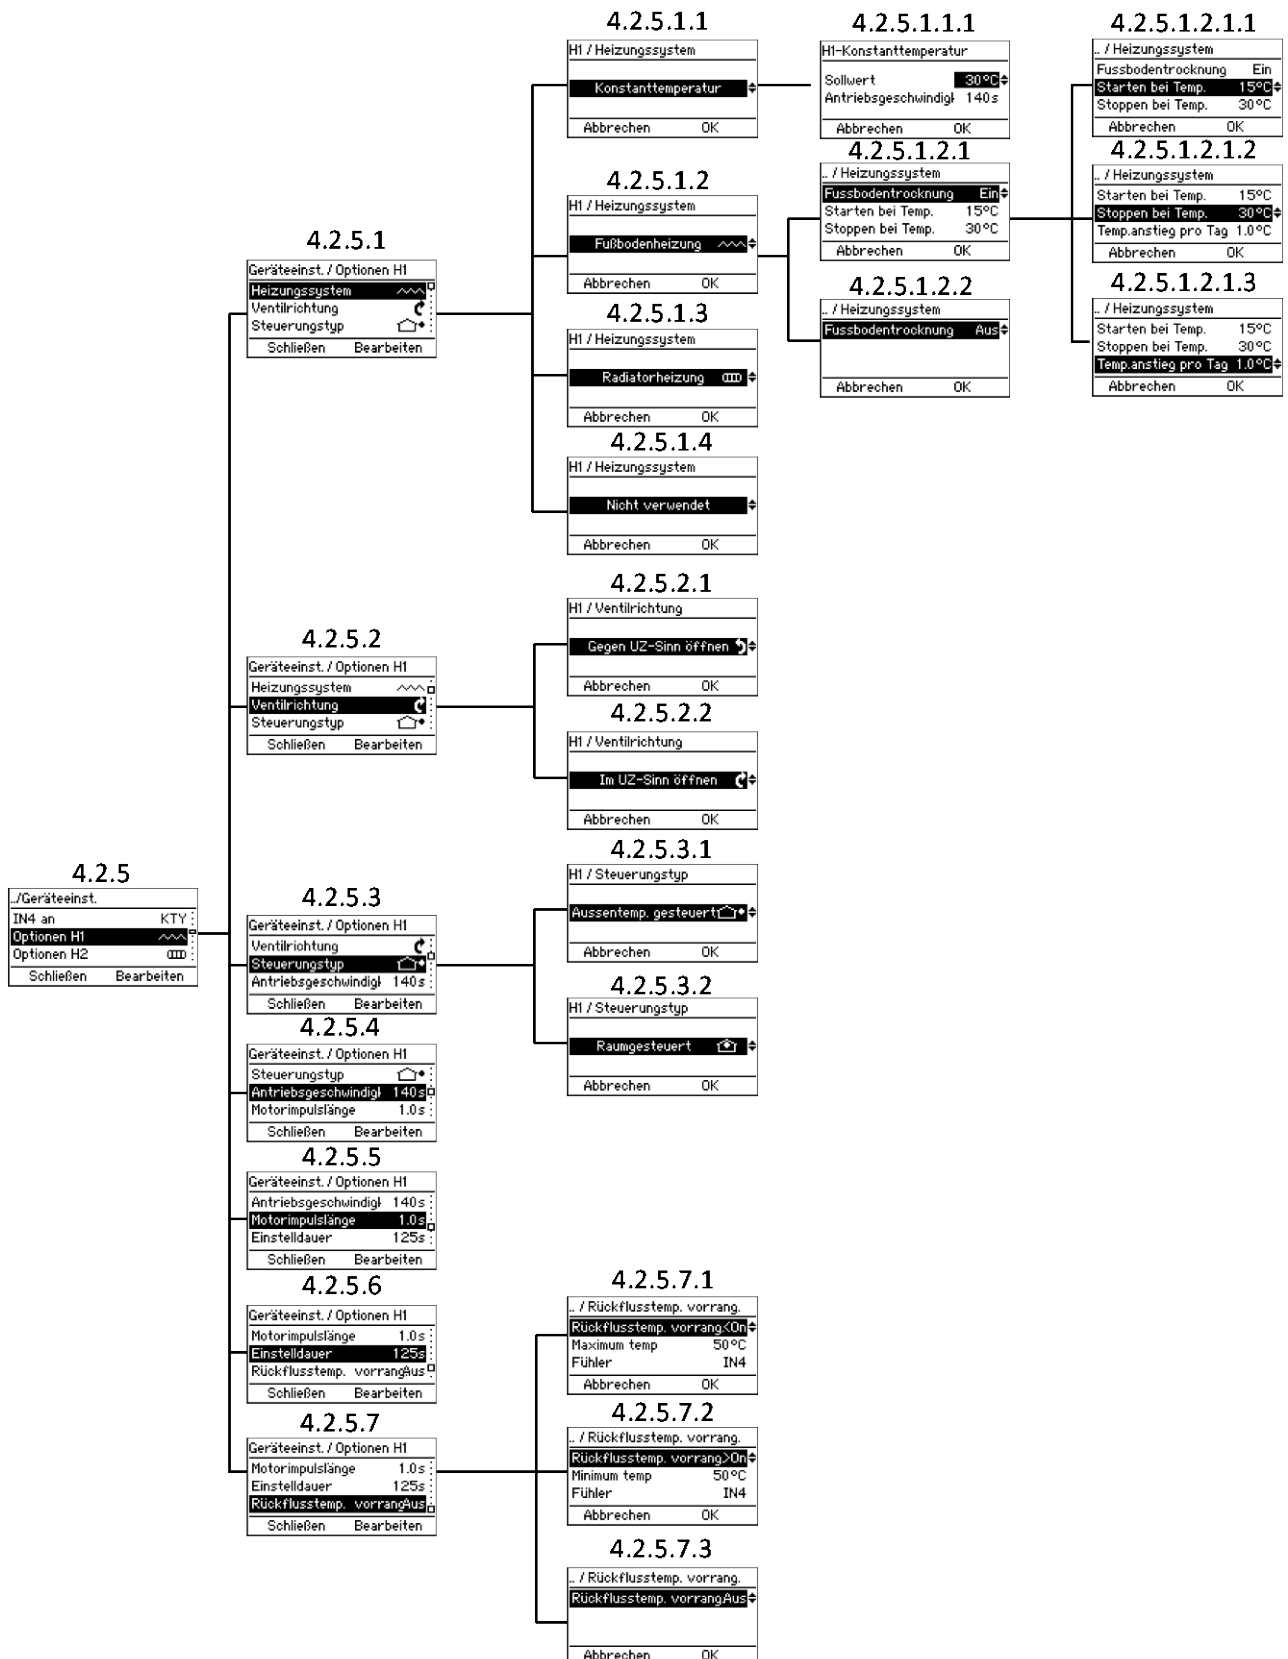 4.2.5
../Geräteeinst.
IN4 an KTY
Optionen H1
Optionen H2
Schließen Bearbeiten
4.2.5.1
Geräteeinst. / Optionen H1
Heizungssystem
Ventilrichtung
Steuerungstyp
Schließen Bearbeiten
4.2.5.1.1
H1 / Heizungssystem
Konstanttemperatur
Abbrechen OK
4.2.5.1.1.1
H1-Konstanttemperatur
Sollwert 30°C
Antriebsgeschwindigk 140s
Abbrechen OK
4.2.5.1.2
H1 / Heizungssystem
Fußbodenheizung
Abbrechen OK
4.2.5.1.2.1
.. / Heizungssystem
Fussbodentrocknung Ein
Starten bei Temp. 15°C
Stoppen bei Temp. 30°C
Abbrechen OK
4.2.5.1.2.1.1
.. / Heizungssystem
Fussbodentrocknung Ein
Starten bei Temp. 15°C
Stoppen bei Temp. 30°C
Abbrechen OK
4.2.5.1.2.1.2
.. / Heizungssystem
Starten bei Temp. 15°C
Stoppen bei Temp. 30°C
Temp.anstieg pro Tag 1.0°C
Abbrechen OK
4.2.5.1.2.1.3
.. / Heizungssystem
Starten bei Temp. 15°C
Stoppen bei Temp. 30°C
Temp.anstieg pro Tag 1.0°C
Abbrechen OK
4.2.5.1.2.2
.. / Heizungssystem
Fussbodentrocknung Aus
Abbrechen OK
4.2.5.1.3
H1 / Heizungssystem
Radiatorheizung
Abbrechen OK
4.2.5.1.4
H1 / Heizungssystem
Nicht verwendet
Abbrechen OK
4.2.5.2
Geräteeinst. / Optionen H1
Heizungssystem
Ventilrichtung
Steuerungstyp
Schließen Bearbeiten
4.2.5.2.1
H1 / Ventilrichtung
Gegen UZ-Sinn öffnen
Abbrechen OK
4.2.5.2.2
H1 / Ventilrichtung
Im UZ-Sinn öffnen
Abbrechen OK
4.2.5.3
Geräteeinst. / Optionen H1
Ventilrichtung
Steuerungstyp
Antriebsgeschwindigk 140s
Schließen Bearbeiten
4.2.5.3.1
H1 / Steuerungstyp
Aussentemp. gesteuert
Abbrechen OK
4.2.5.3.2
H1 / Steuerungstyp
Raumgesteuert
Abbrechen OK
4.2.5.4
Geräteeinst. / Optionen H1
Steuerungstyp
Antriebsgeschwindigk 140s
Motorimpulslänge 1.0s
Schließen Bearbeiten
4.2.5.5
Geräteeinst. / Optionen H1
Antriebsgeschwindigk 140s
Motorimpulslänge 1.0s
Einstelldauer 125s
Schließen Bearbeiten
4.2.5.6
Geräteeinst. / Optionen H1
Motorimpulslänge 1.0s
Einstelldauer 125s
Rückflusstemp. vorrangAus
Schließen Bearbeiten
4.2.5.7
Geräteeinst. / Optionen H1
Motorimpulslänge 1.0s
Einstelldauer 125s
Rückflusstemp. vorrangAus
Schließen Bearbeiten
4.2.5.7.1
.. / Rückflusstemp. vorrang.
Rückflusstemp. vorrang<On
Maximum temp 50°C
Fühler IN4
Abbrechen OK
4.2.5.7.2
.. / Rückflusstemp. vorrang.
Rückflusstemp. vorrang>On
Minimum temp 50°C
Fühler IN4
Abbrechen OK
4.2.5.7.3
.. / Rückflusstemp. vorrang.
Rückflusstemp. vorrangAus
Abbrechen OK